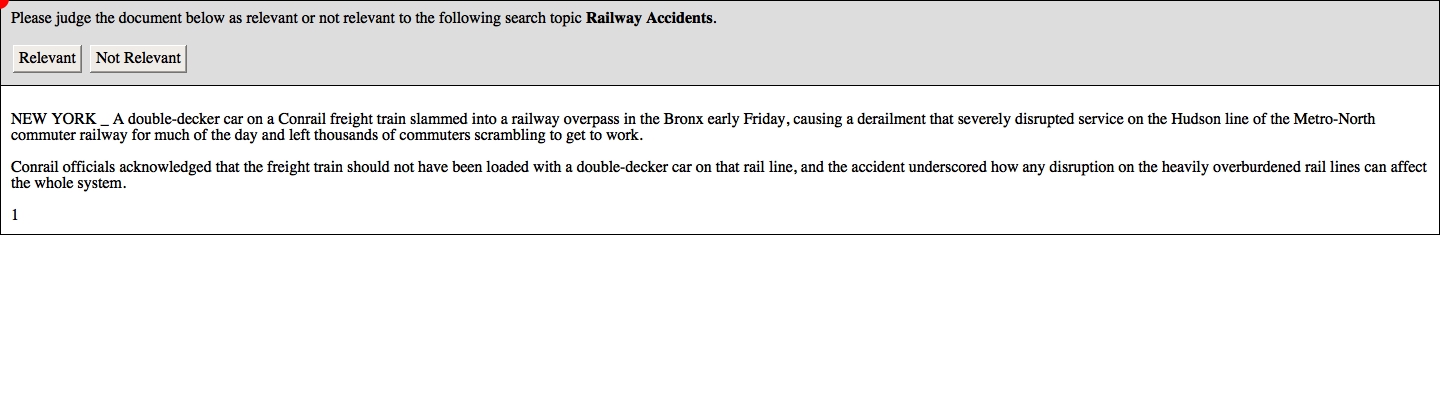 Please judge the document below as relevant or not relevant to the following search topic Railway Accidents.
Relevant Not Relevant
NEW YORK _ A double-decker car on a Conrail freight train slammed into a railway overpass in the Bronx early Friday, causing a derailment that severely disrupted service on the Hudson line of the Metro-North
commuter railway for much of the day and left thousands of commuters scrambling to get to work.
Conrail officials acknowledged that the freight train should not have been loaded with a double-decker car on that rail line, and the accident underscored how any disruption on the heavily overburdened rail lines can affect
the whole system.
1